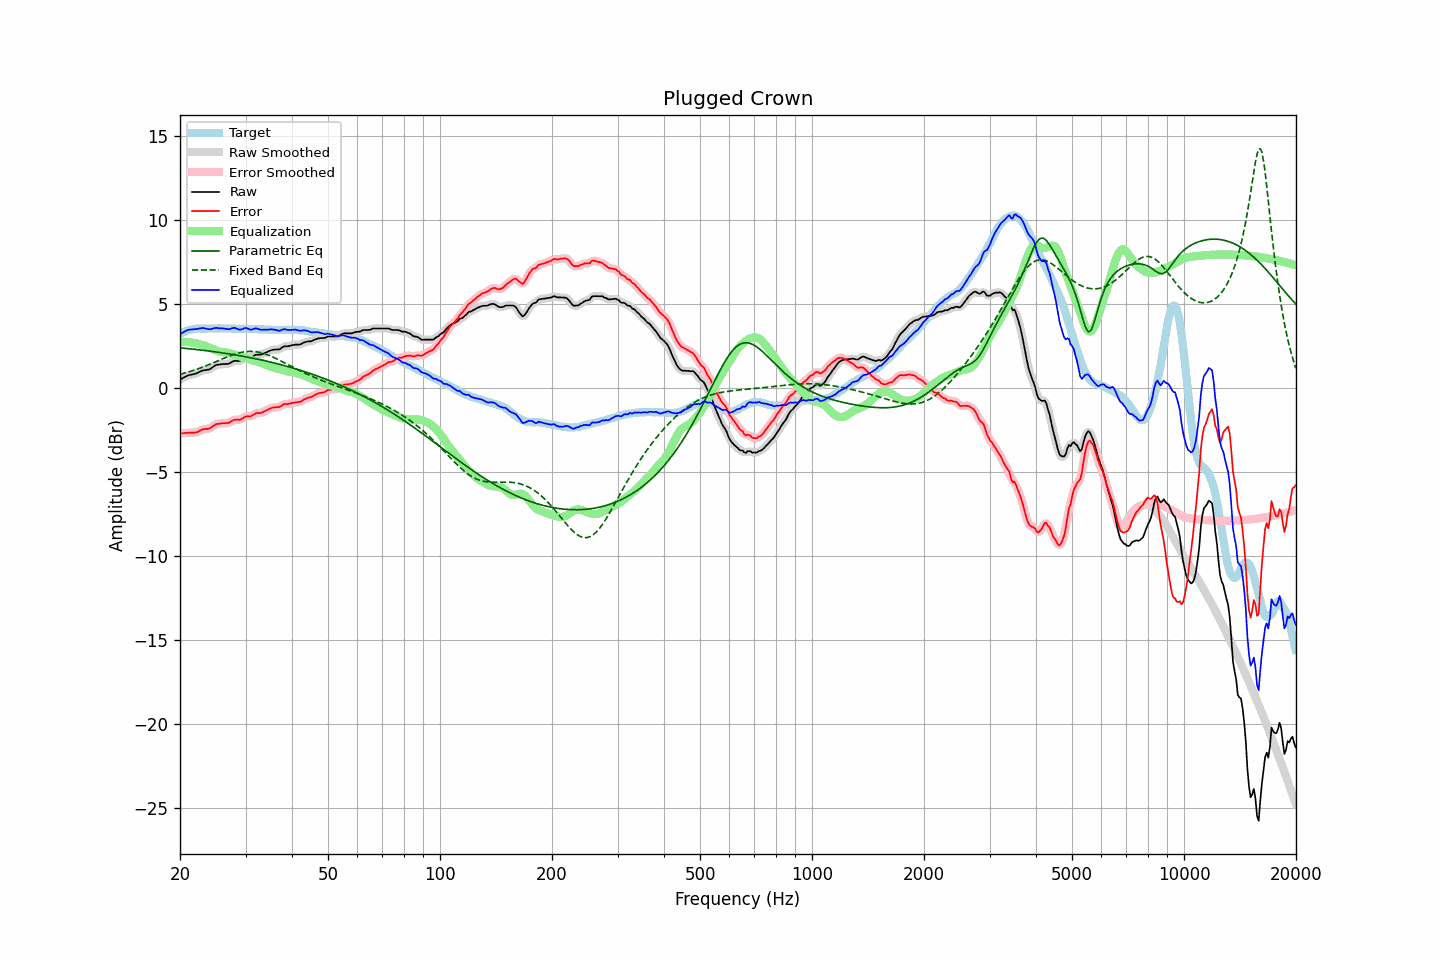 Plugged Crown
Target
Raw Smoothed
Error Smoothed
Raw
Error
Equalization
Parametric Eq
Fixed Band Eq
Equalized
Amplitude (dBr)
15
10
5
0
−5
−10
−15
−20
−25
20 50 100 200 500 1000 2000 5000 10000 20000
Frequency (Hz)